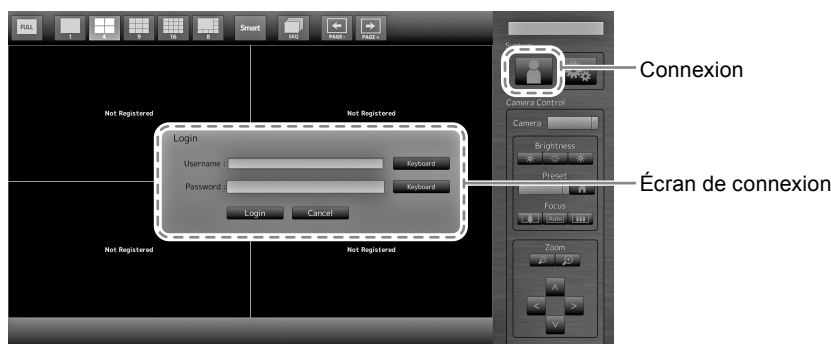 FULL 1 4 9 16 8 Smart SEQ PAGE- PAGE+
Connexion
Camera Control
Camera
Not Registered Not Registered
Login
Username : Keyboard
Password : Keyboard
Login Cancel
Écran de connexion
Brightness
Preset
Focus
Auto
Not Registered Not Registered
Zoom